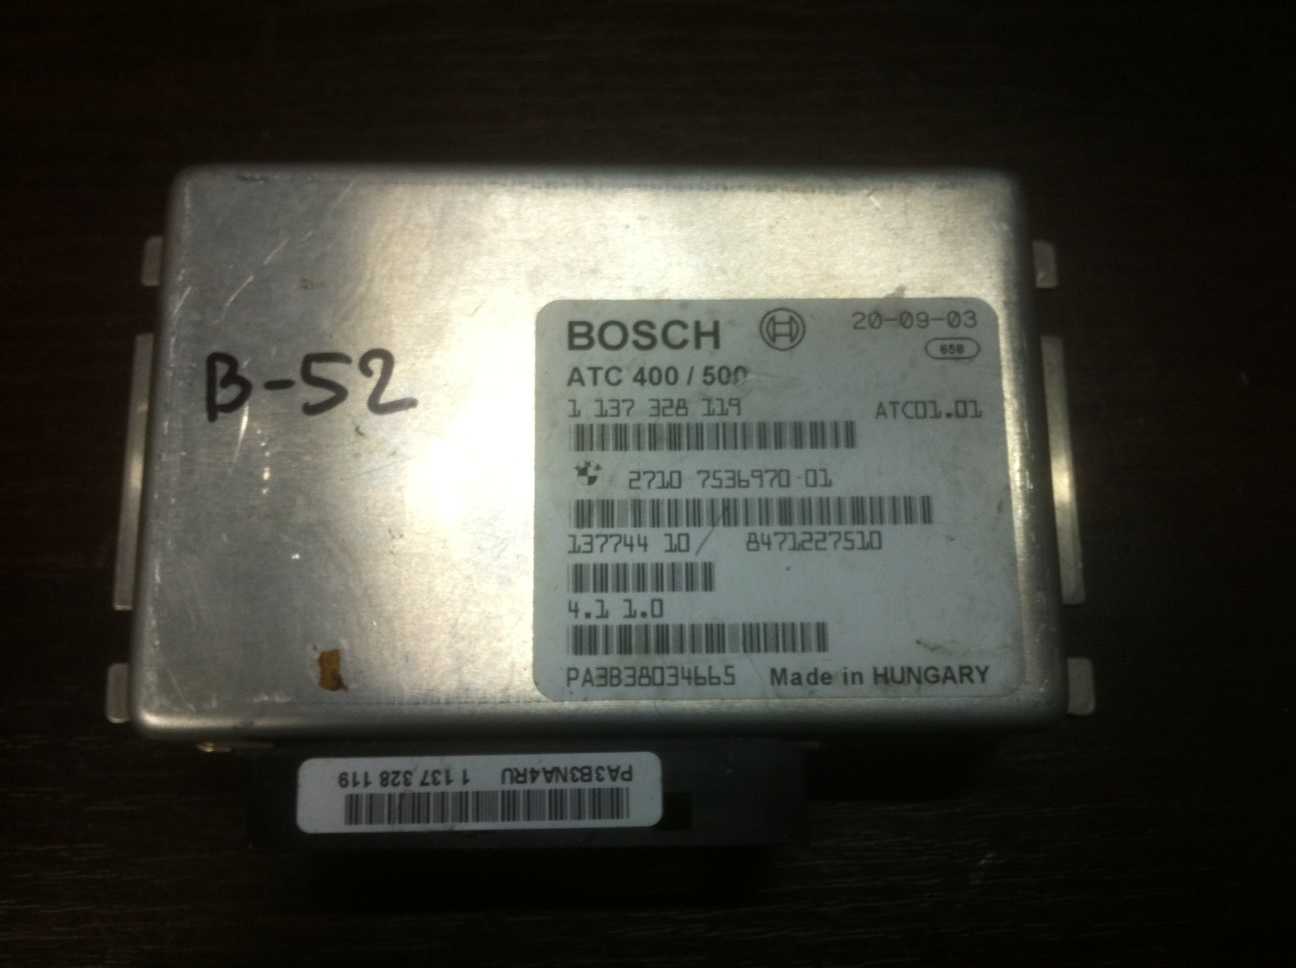 B-52
BOSCH 20-09-03
658
ATC 400 / 500
1 137 328 119 ATC01.01
2710 7536970 01
137744 10 8471227510
4.1 1.0
PA3B38034665 Made in HUNGARY
PA3B3NA4RU 1 137 328 119